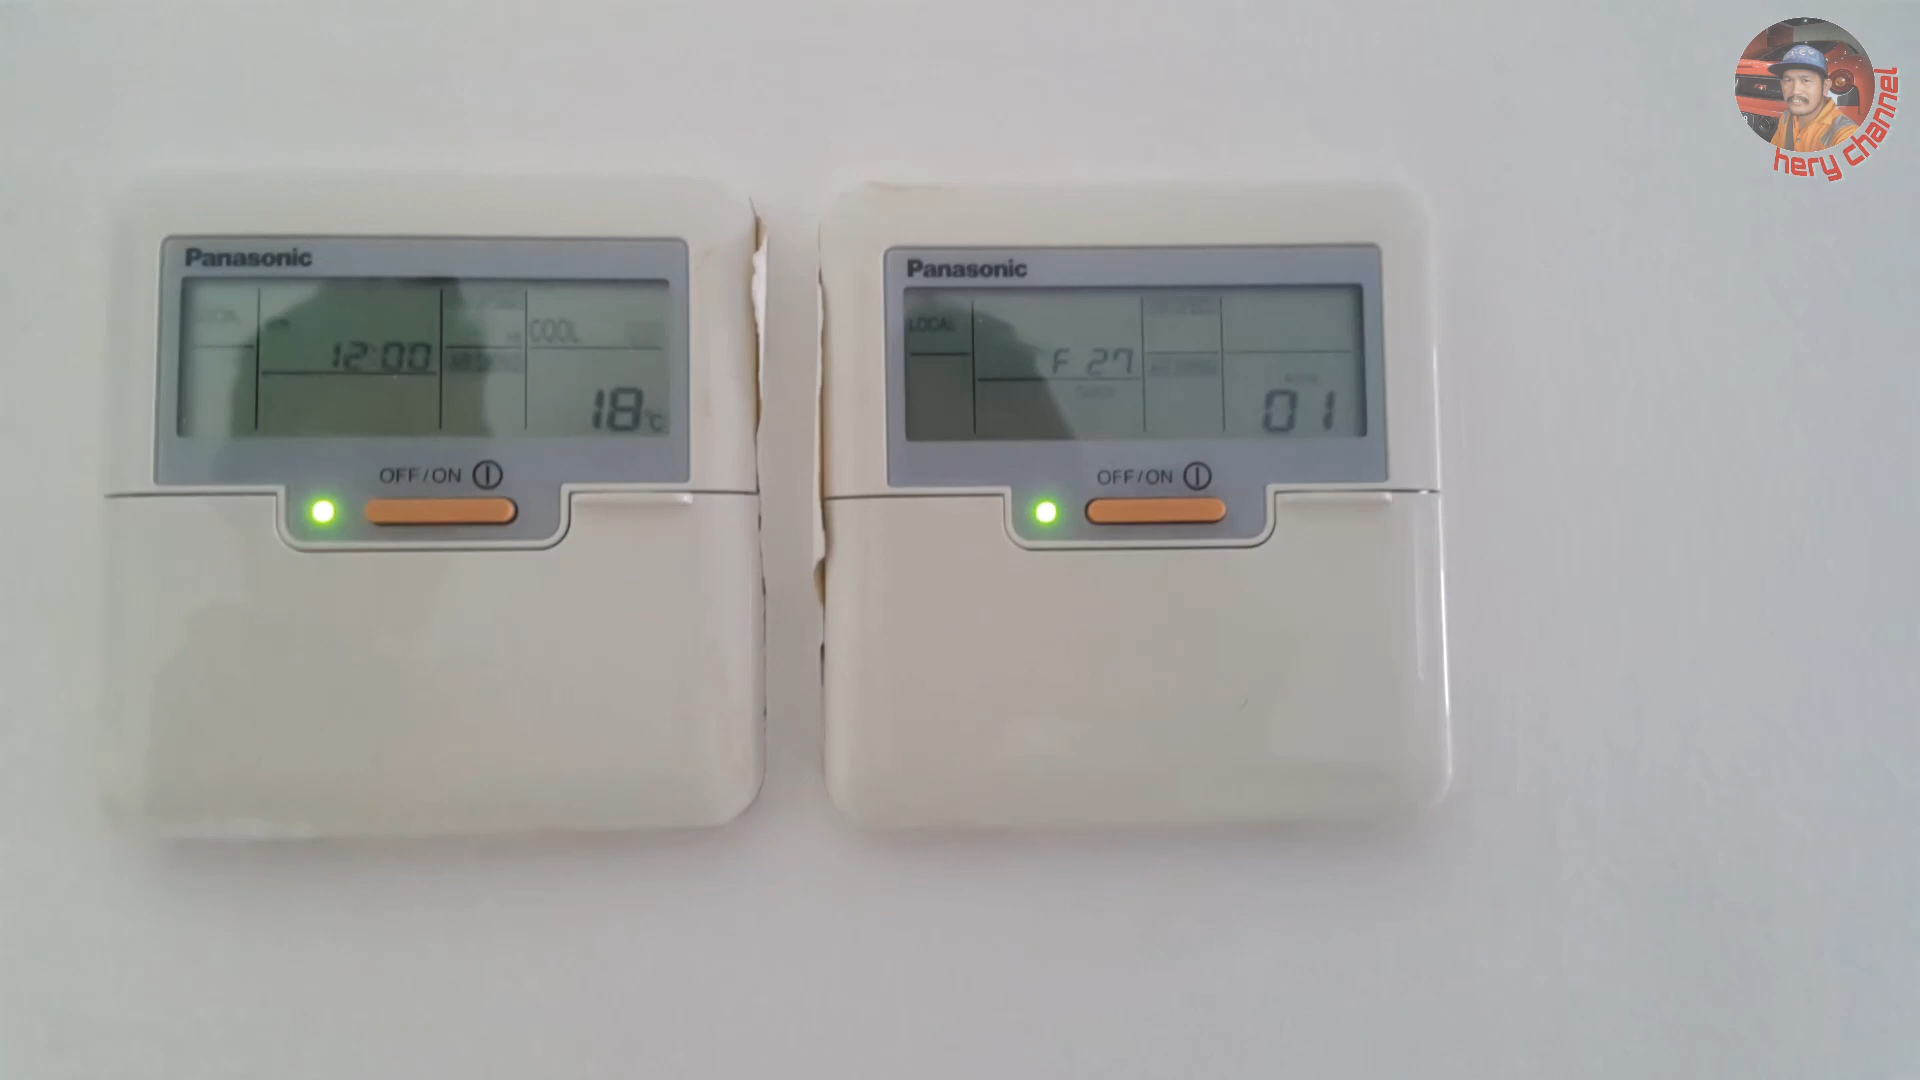 hery channel
Panasonic
COOL
12:00
18 °C
OFF/ON
Panasonic
LOCAL
F 27
01
OFF/ON